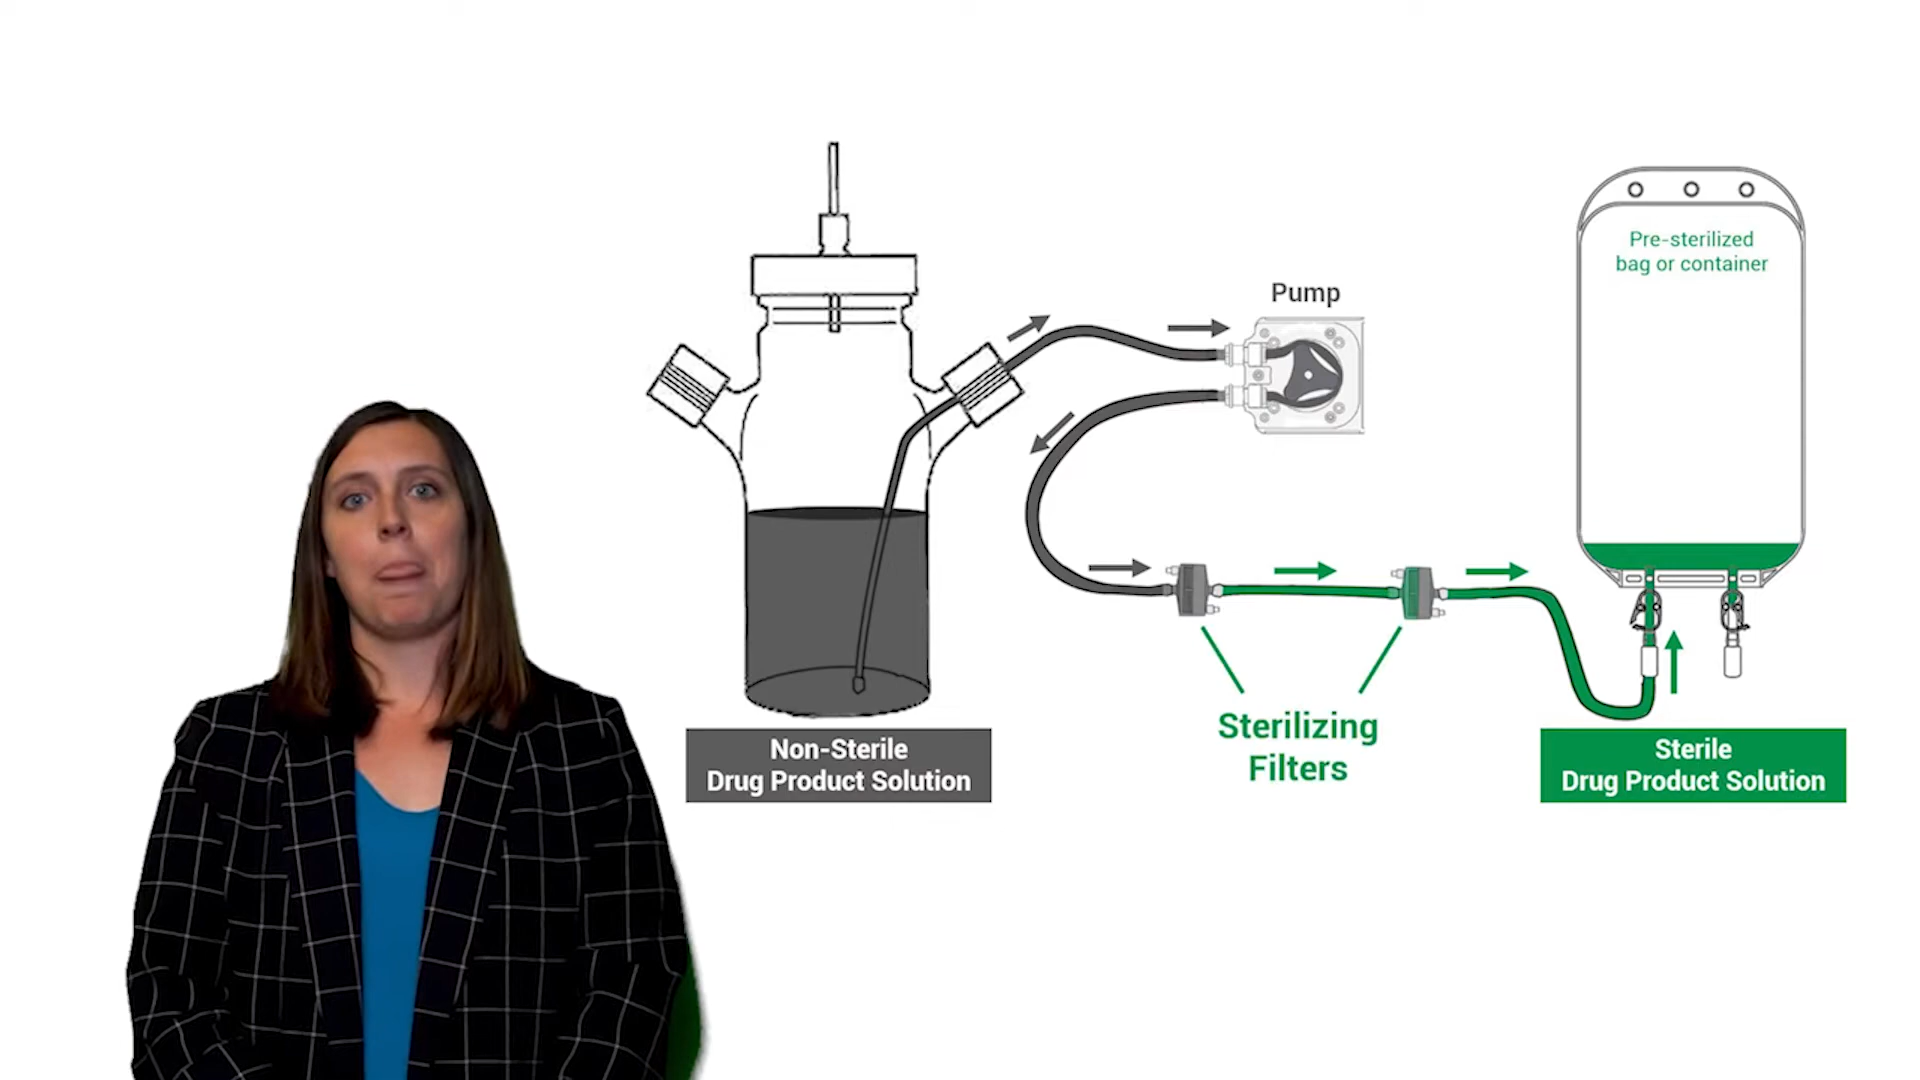 Pre-sterilized
bag or container
Pump
Sterilizing
Filters
Non-Sterile
Drug Product Solution
Sterile
Drug Product Solution